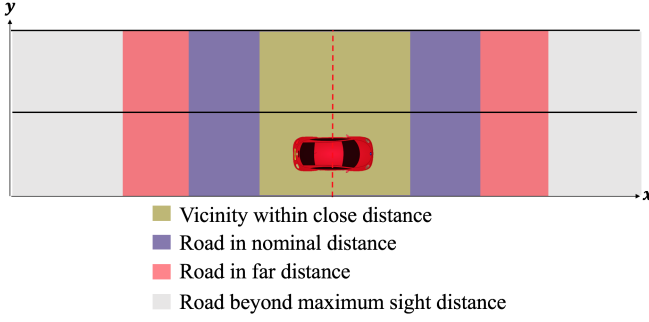 y
x
Vicinity within close distance
Road in nominal distance
Road in far distance
Road beyond maximum sight distance